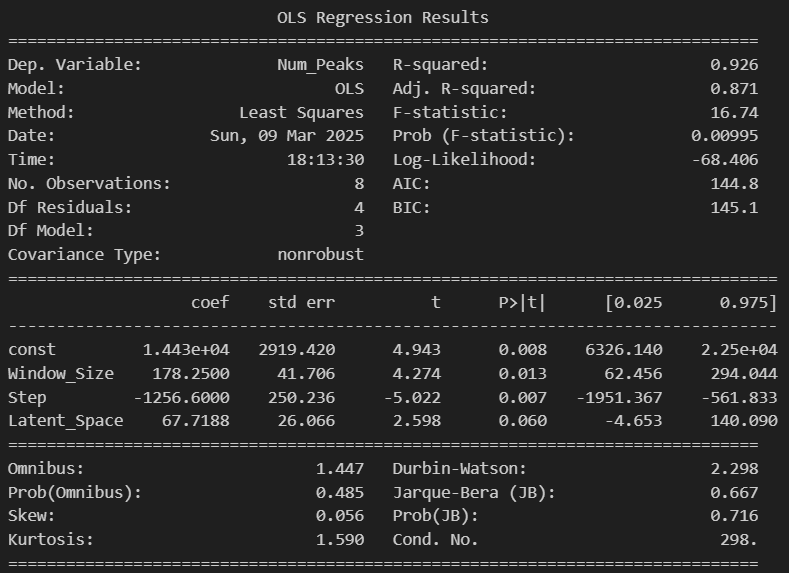 OLS Regression Results
==============================================================================
Dep. Variable:              Num_Peaks   R-squared:                       0.926
Model:                            OLS   Adj. R-squared:                  0.871
Method:                 Least Squares   F-statistic:                     16.74
Date:                Sun, 09 Mar 2025   Prob (F-statistic):            0.00995
Time:                        18:13:30   Log-Likelihood:                -68.406
No. Observations:                   8   AIC:                             144.8
Df Residuals:                       4   BIC:                             145.1
Df Model:                           3
Covariance Type:            nonrobust
================================================================================
                   coef    std err          t      P>|t|      [0.025      0.975]
--------------------------------------------------------------------------------
const         1.443e+04   2919.420      4.943      0.008    6326.140    2.25e+04
Window_Size    178.2500     41.706      4.274      0.013      62.456     294.044
Step         -1256.6000    250.236     -5.022      0.007   -1951.367    -561.833
Latent_Space    67.7188     26.066      2.598      0.060      -4.653     140.090
==============================================================================
Omnibus:                        1.447   Durbin-Watson:                   2.298
Prob(Omnibus):                  0.485   Jarque-Bera (JB):                0.667
Skew:                           0.056   Prob(JB):                        0.716
Kurtosis:                       1.590   Cond. No.                         298.
==============================================================================